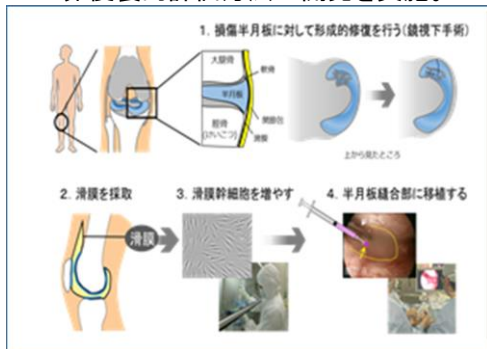 1. 損傷半月板に対して形成的修復を行う(鏡視下手術)
大腿骨
軟骨
半月板
関節包
脛骨
(けいこつ)
滑膜
上から見たところ
2. 滑膜を採取
3. 滑膜幹細胞を増やす
4. 半月板縫合部に移植する
滑膜